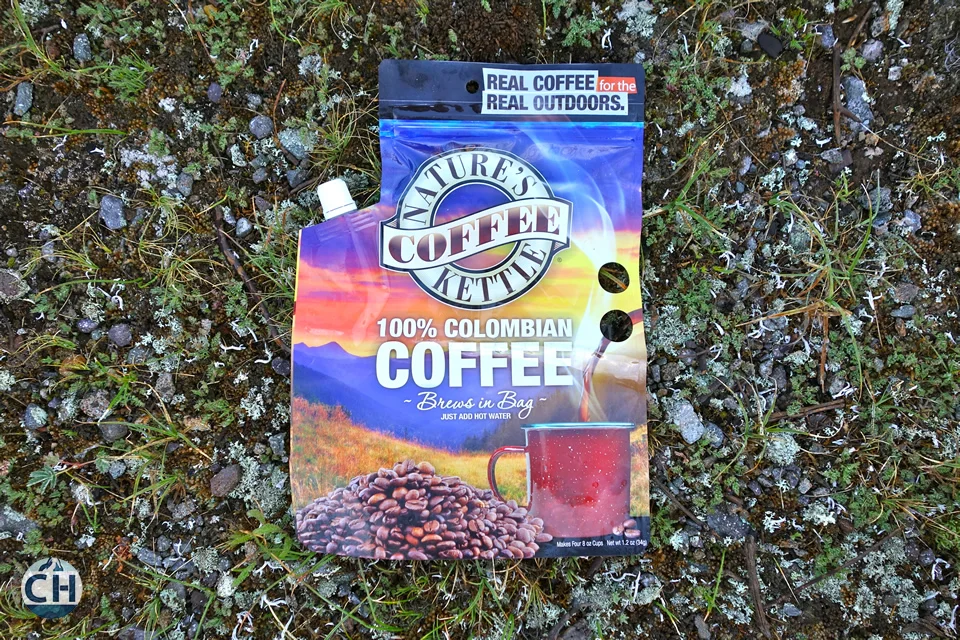 REAL COFFEE for the
REAL OUTDOORS.
NATURE'S
COFFEE
KETTLE
100% COLOMBIAN
COFFEE
~ Brews in Bag ~
JUST ADD HOT WATER
Makes Four 8 oz Cups Net wt 1.2 oz (34g)
CH